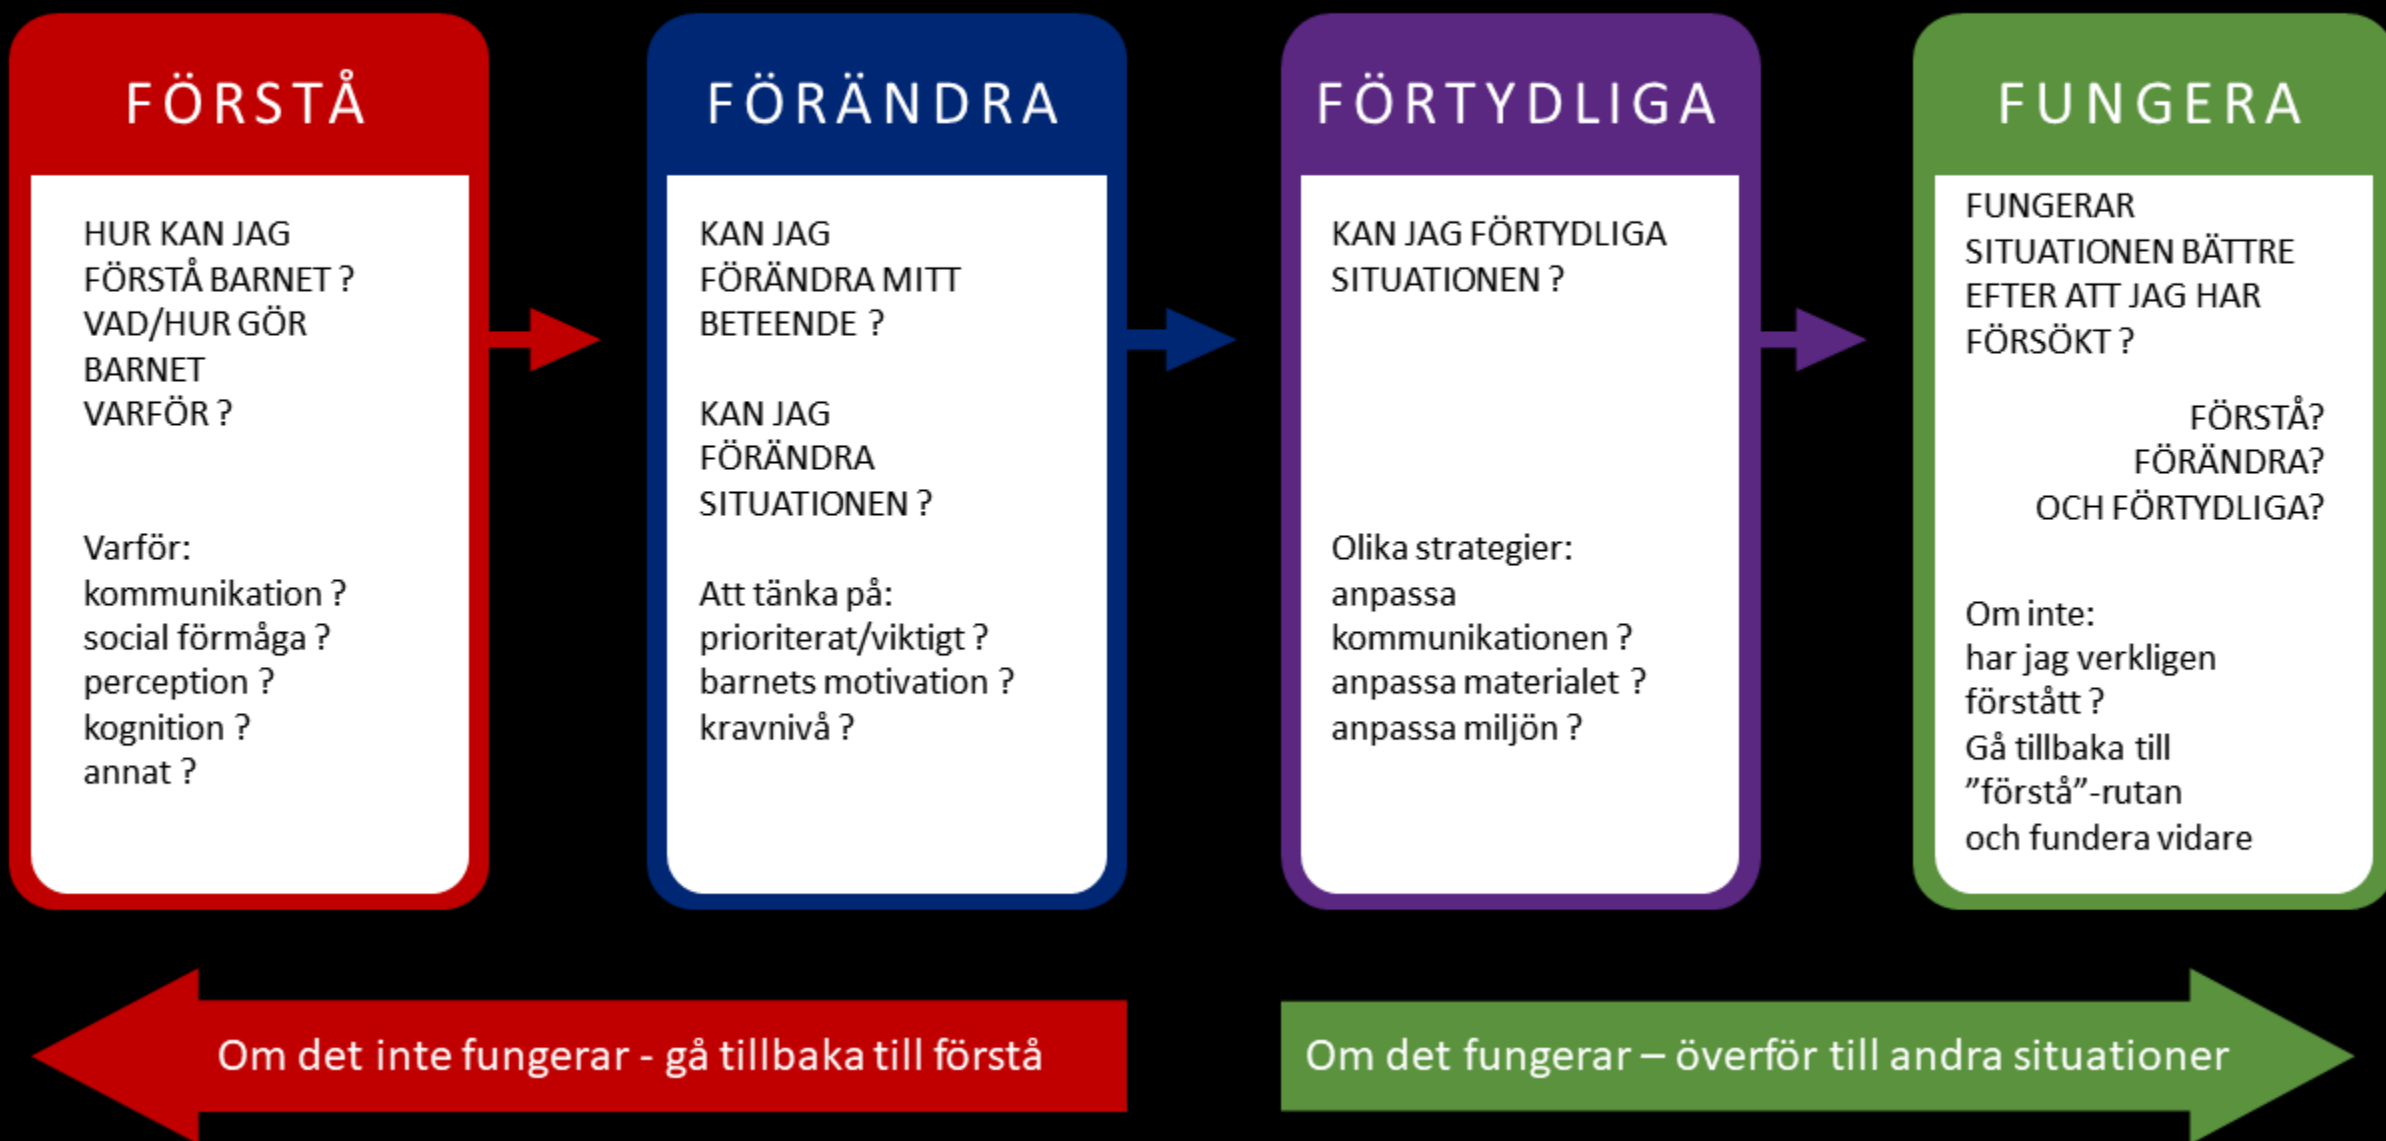 FÖRSTÅ
HUR KAN JAG
FÖRSTÅ BARNET ?
VAD/HUR GÖR
BARNET
VARFÖR ?
Varför:
kommunikation ?
social förmåga ?
perception ?
kognition ?
annat ?
FÖRÄNDRA
KAN JAG
FÖRÄNDRA MITT
BETEENDE ?
KAN JAG
FÖRÄNDRA
SITUATIONEN ?
Att tänka på:
prioriterat/viktigt ?
barnets motivation ?
kravnivå ?
FÖRTYDLIGA
KAN JAG FÖRTYDLIGA
SITUATIONEN ?
Olika strategier:
anpassa
kommunikationen ?
anpassa materialet ?
anpassa miljön ?
FUNGERA
FUNGERAR
SITUATIONEN BÄTTRE
EFTER ATT JAG HAR
FÖRSÖKT ?
FÖRSTÅ?
FÖRÄNDRA?
OCH FÖRTYDLIGA?
Om inte:
har jag verkligen
förstått ?
Gå tillbaka till
”förstå”-rutan
och fundera vidare
Om det inte fungerar - gå tillbaka till förstå
Om det fungerar – överför till andra situationer